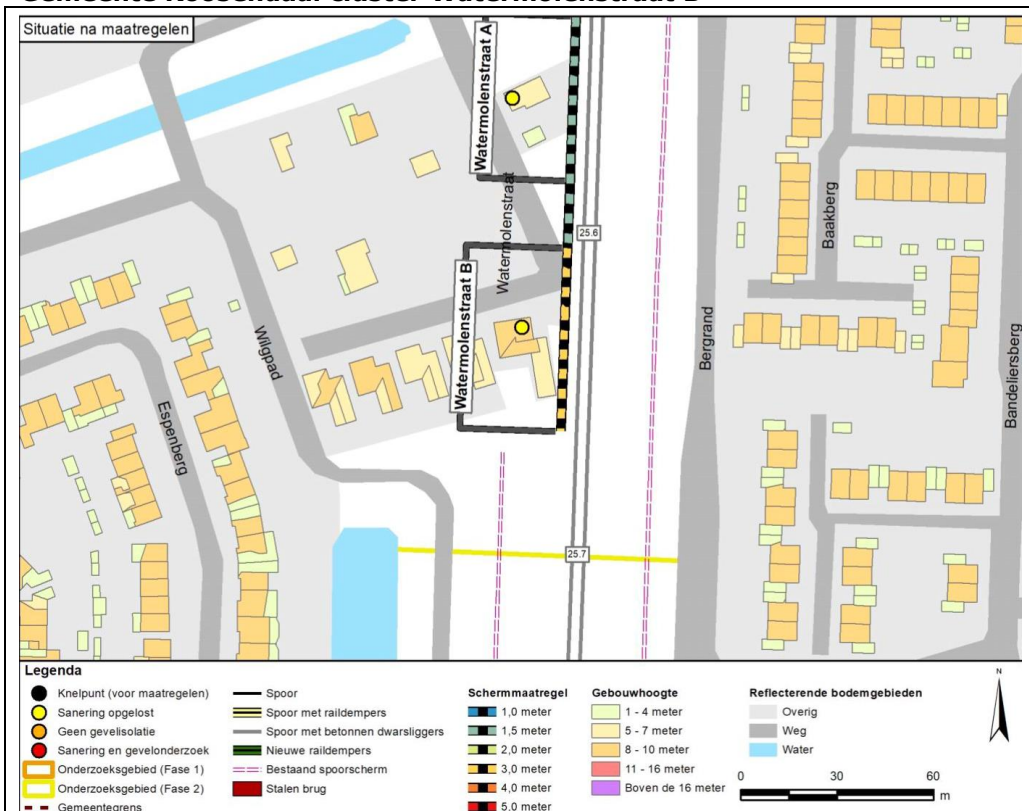 Gemeente Roosendaal cluster Watermolenstraat B
Situatie na maatregelen
Watermolenstraat A
Watermolenstraat
Watermolenstraat B
25.6
25.7
Wilgpad
Espenberg
Bergrand
Baakberg
Bandeliersberg
Legenda
Knelpunt (voor maatregelen)
Sanering opgelost
Geen gevelisolatie
Sanering en gevelonderzoek
Onderzoeksgebied (Fase 1)
Onderzoeksgebied (Fase 2)
Gemeentegrens
Spoor
Spoor met raildempers
Spoor met betonnen dwarsliggers
Nieuwe raildempers
Bestaand spoorscherm
Stalen brug
Schermmaatregel
1,0 meter
1,5 meter
2,0 meter
3,0 meter
4,0 meter
5,0 meter
Gebouwhoogte
1 - 4 meter
5 - 7 meter
8 - 10 meter
11 - 16 meter
Boven de 16 meter
Reflecterende bodemgebieden
Overig
Weg
Water
N
0 30 60
m